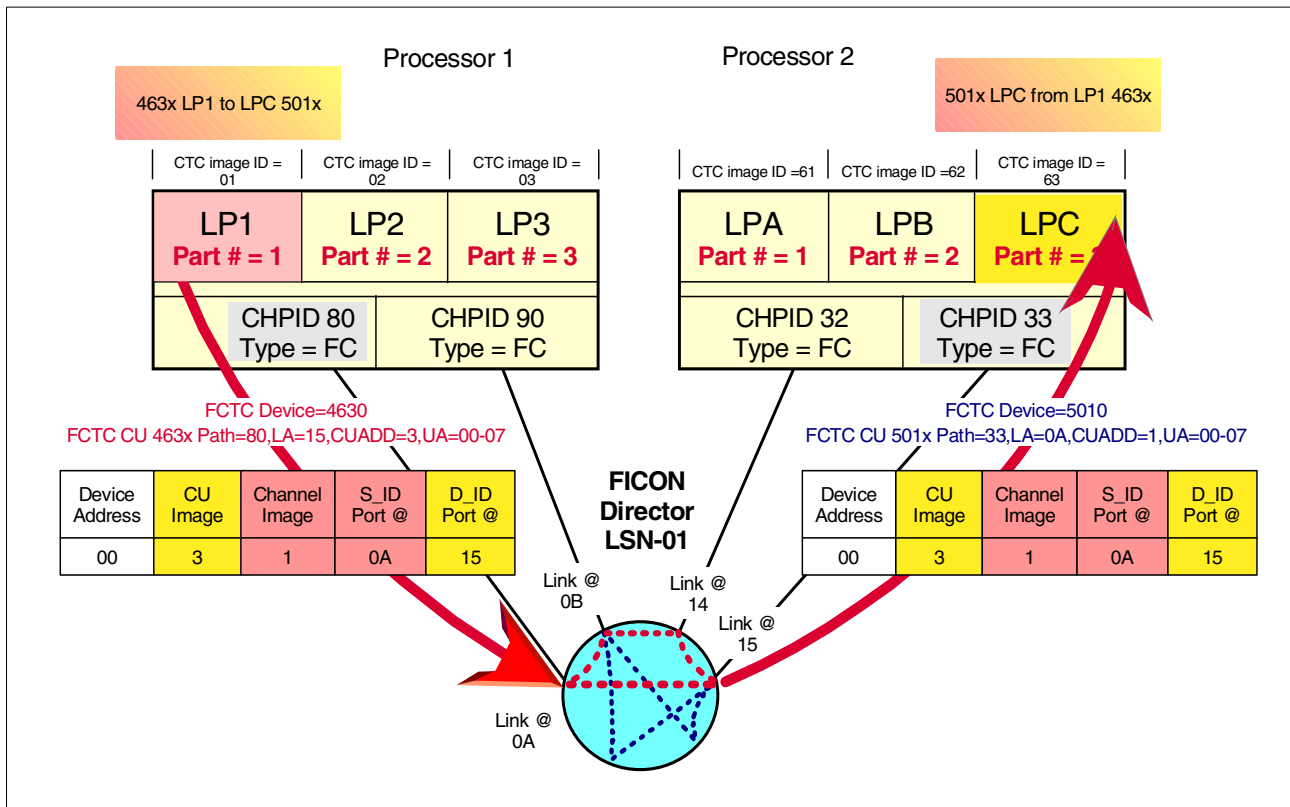 Processor 1
Processor 2
463x LP1 to LPC 501x
501x LPC from LP1 463x
CTC image ID =
01
CTC image ID =
02
CTC image ID =
03
CTC image ID =61
CTC image ID =62
CTC image ID =
63
LP1
Part # = 1
LP2
Part # = 2
LP3
Part # = 3
LPA
Part # = 1
LPB
Part # = 2
LPC
Part # =
CHPID 80
Type = FC
CHPID 90
Type = FC
CHPID 32
Type = FC
CHPID 33
Type = FC
FCTC Device=4630
FCTC CU 463x Path=80,LA=15,CUADD=3,UA=00-07
FCTC Device=5010
FCTC CU 501x Path=33,LA=0A,CUADD=1,UA=00-07
Device
Address
CU
Image
Channel
Image
S_ID
Port @
D_ID
Port @
00
3
1
0A
15
FICON
Director
LSN-01
Device
Address
CU
Image
Channel
Image
S_ID
Port @
D_ID
Port @
00
3
1
0A
15
Link @
0B
Link @
14
Link @
15
Link @
0A